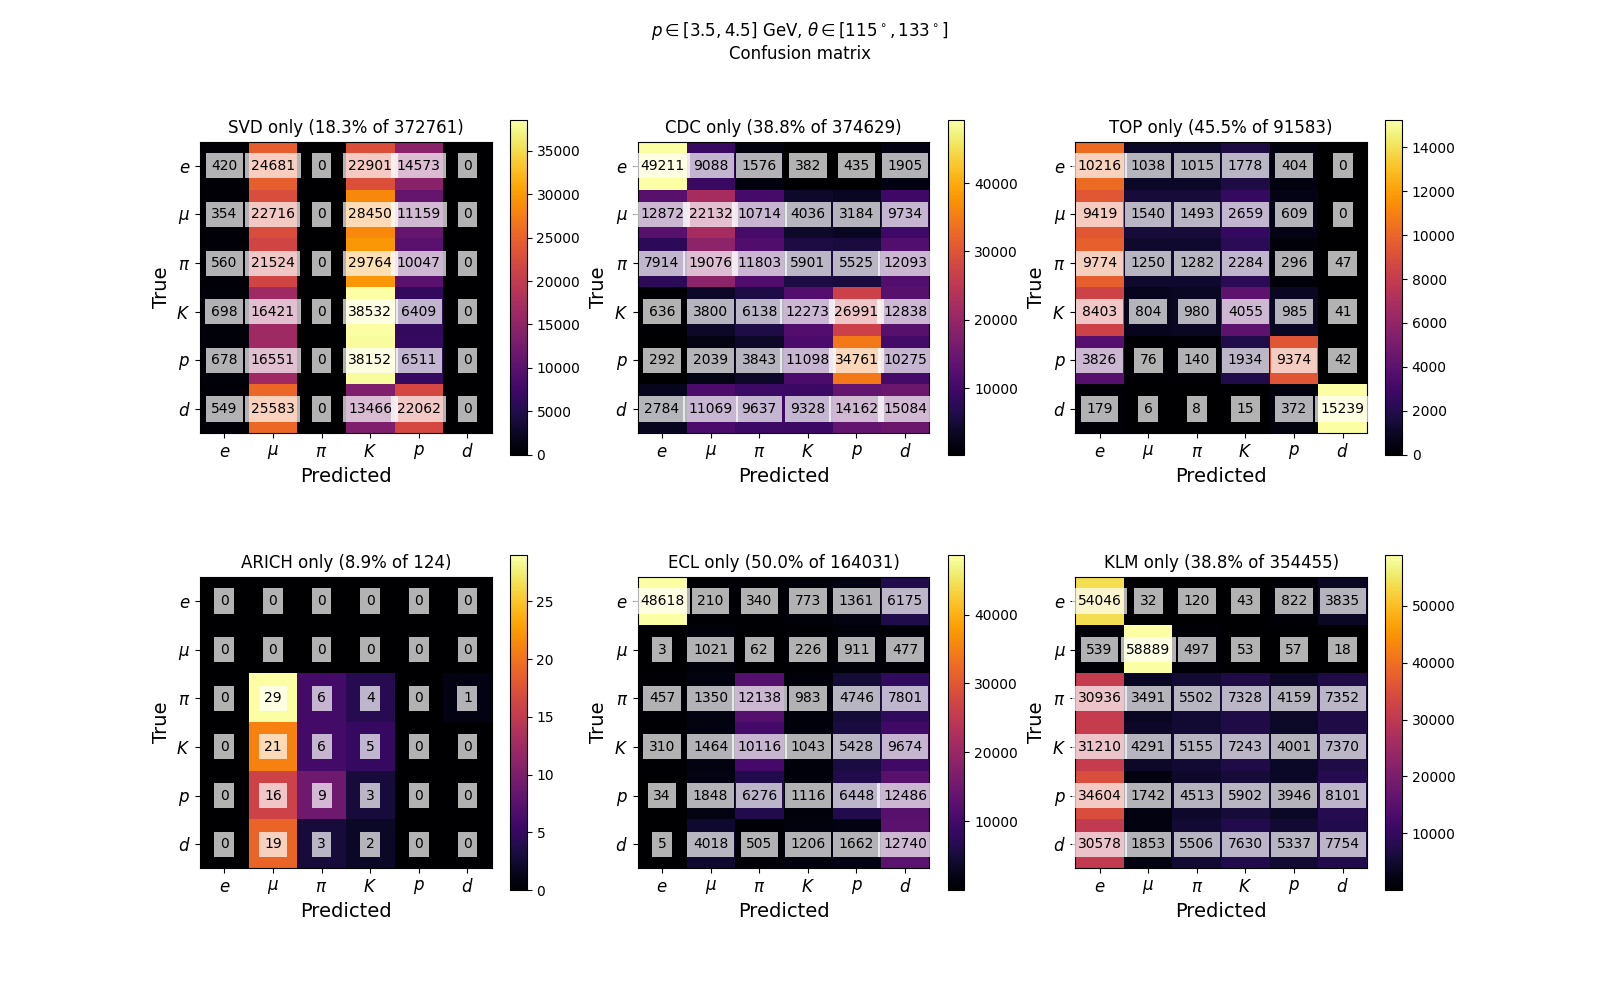 p ∈ [3.5, 4.5] GeV, θ ∈ [115°, 133°]
Confusion matrix
SVD only (18.3% of 372761)
e 420 24681 0 22901 14573 0
μ 354 22716 0 28450 11159 0
π 560 21524 0 29764 10047 0
K 698 16421 0 38532 6409 0
p 678 16551 0 38152 6511 0
d 549 25583 0 13466 22062 0
e μ π K p d
Predicted
True
35000
30000
25000
20000
15000
10000
5000
0
CDC only (38.8% of 374629)
e 49211 9088 1576 382 435 1905
μ 12872 22132 10714 4036 3184 9734
π 7914 19076 11803 5901 5525 12093
K 636 3800 6138 12273 26991 12838
p 292 2039 3843 11098 34761 10275
d 2784 11069 9637 9328 14162 15084
e μ π K p d
Predicted
True
40000
30000
20000
10000
TOP only (45.5% of 91583)
e 10216 1038 1015 1778 404 0
μ 9419 1540 1493 2659 609 0
π 9774 1250 1282 2284 296 47
K 8403 804 980 4055 985 41
p 3826 76 140 1934 9374 42
d 179 6 8 15 372 15239
e μ π K p d
Predicted
True
14000
12000
10000
8000
6000
4000
2000
0
ARICH only (8.9% of 124)
e 0 0 0 0 0 0
μ 0 0 0 0 0 0
π 0 29 6 4 0 1
K 0 21 6 5 0 0
p 0 16 9 3 0 0
d 0 19 3 2 0 0
e μ π K p d
Predicted
True
25
20
15
10
5
0
ECL only (50.0% of 164031)
e 48618 210 340 773 1361 6175
μ 3 1021 62 226 911 477
π 457 1350 12138 983 4746 7801
K 310 1464 10116 1043 5428 9674
p 34 1848 6276 1116 6448 12486
d 5 4018 505 1206 1662 12740
e μ π K p d
Predicted
True
40000
30000
20000
10000
KLM only (38.8% of 354455)
e 54046 32 120 43 822 3835
μ 539 58889 497 53 57 18
π 30936 3491 5502 7328 4159 7352
K 31210 4291 5155 7243 4001 7370
p 34604 1742 4513 5902 3946 8101
d 30578 1853 5506 7630 5337 7754
e μ π K p d
Predicted
True
50000
40000
30000
20000
10000